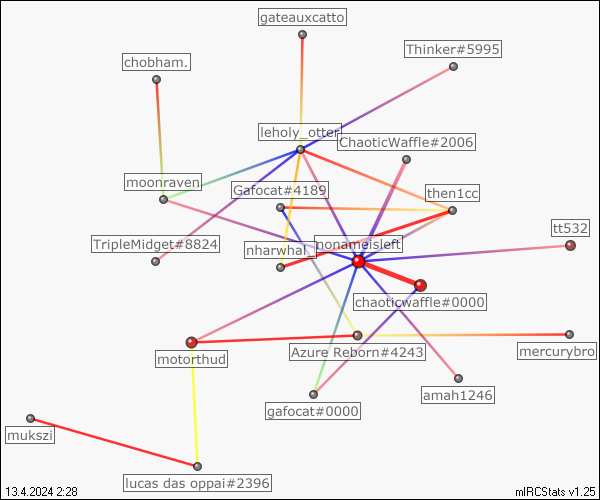 gateauxcatto
Thinker#5995
chobham.
leholy_otter
ChaoticWaffle#2006
moonraven
Gafocat#4189
then1cc
tt532
TripleMidget#8824
nharwhal_
nonameisleft
chaoticwaffle#0000
motorthud
Azure Reborn#4243
mercurybro
amah1246
gafocat#0000
mukszi
lucas das oppai#2396
13.4.2024 2:28
mIRCStats v1.25